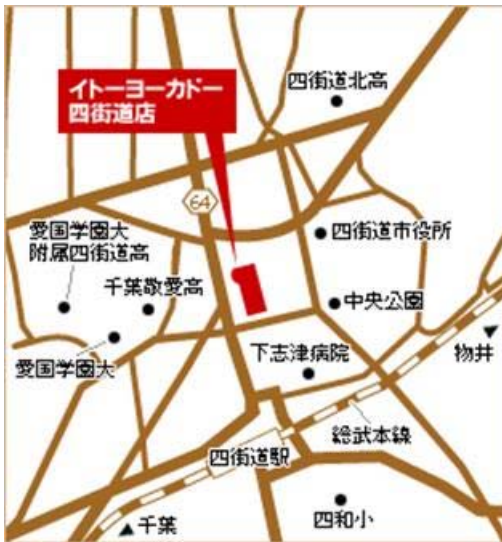 イトーヨーカドー
四街道店
四街道北高
64
愛国学園大
附属四街道高
四街道市役所
千葉敬愛高
中央公園
愛国学園大
下志津病院
物井
総武本線
四街道駅
千葉
四和小